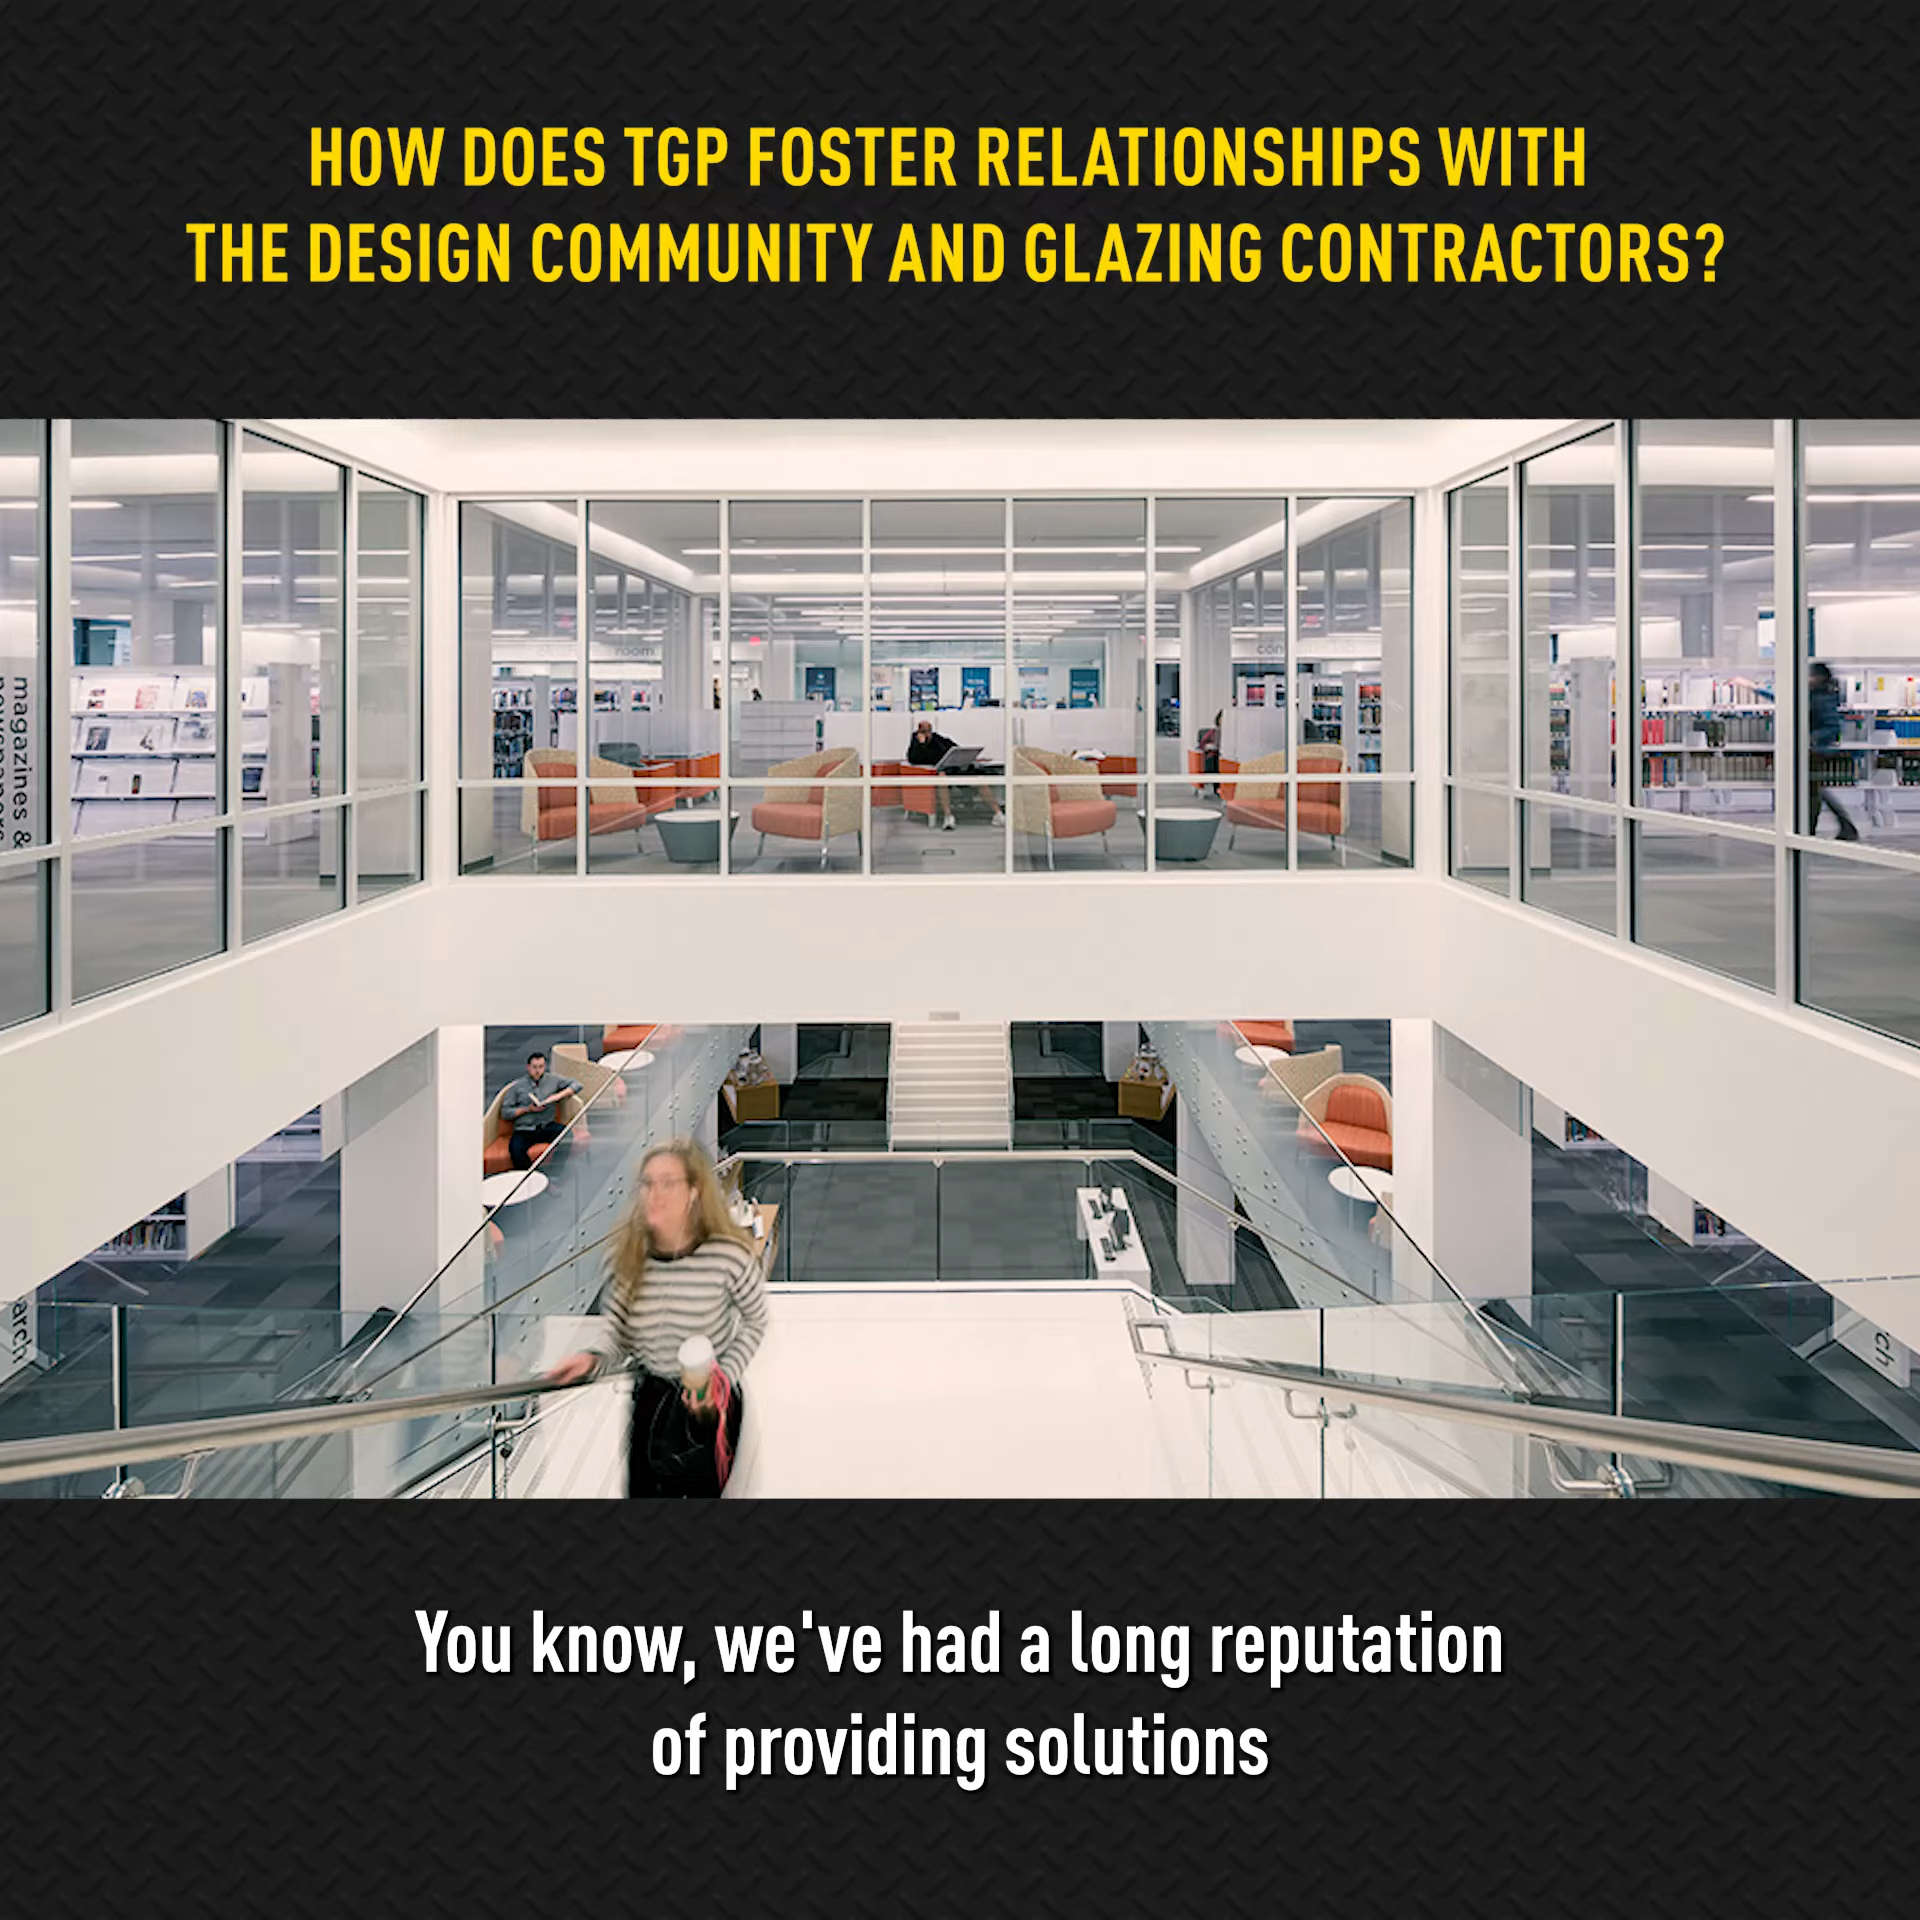 HOW DOES TGP FOSTER RELATIONSHIPS WITH
THE DESIGN COMMUNITY AND GLAZING CONTRACTORS?
magazines &
You know, we've had a long reputation
of providing solutions